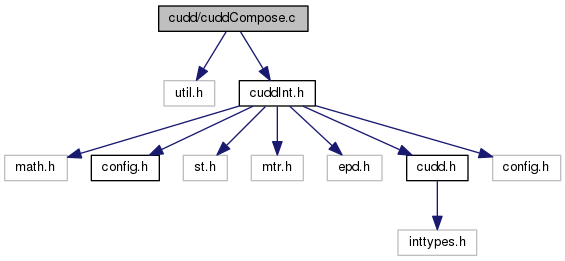 cudd/cuddCompose.c
util.h
cuddInt.h
math.h
config.h
st.h
mtr.h
epd.h
cudd.h
config.h
inttypes.h